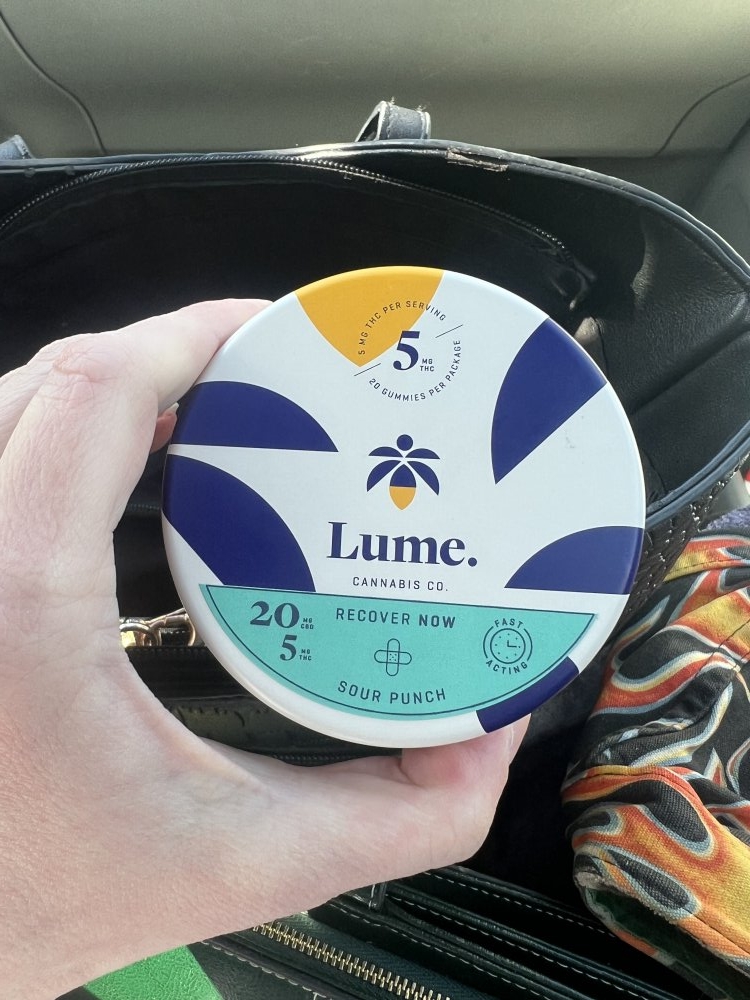 5 MG THC PER SERVING
5 MG THC
20 GUMMIES PER PACKAGE
Lume.
CANNABIS CO.
20 MG CBD
5 MG THC
RECOVER NOW
SOUR PUNCH
FAST ACTING